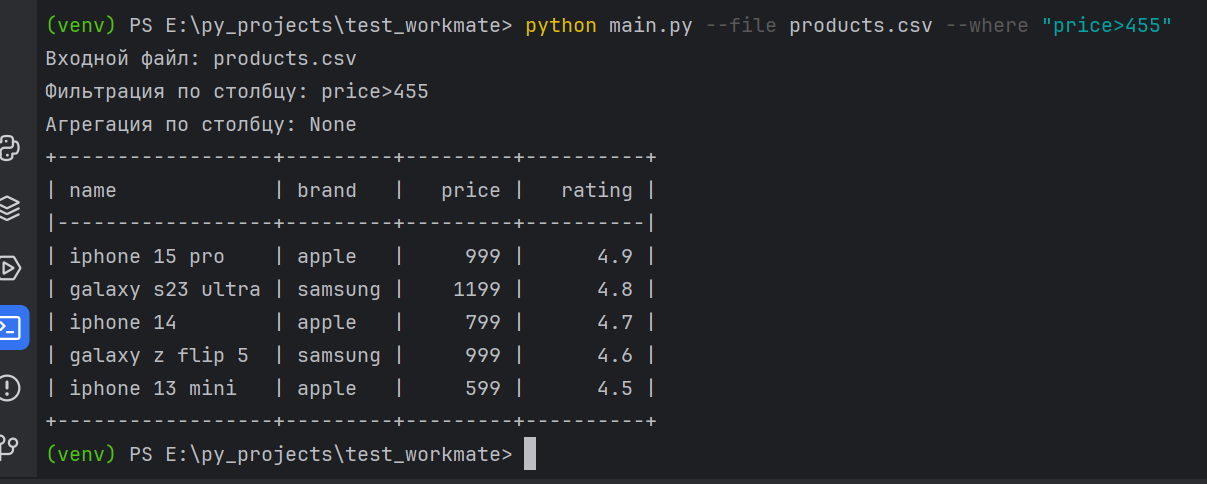 (venv) PS E:\py_projects\test_workmate> python main.py --file products.csv --where "price>455"
Входной файл: products.csv
Фильтрация по столбцу: price>455
Агрегация по столбцу: None
+------------------+---------+---------+----------+
| name             | brand   |   price |   rating |
|------------------+---------+---------+----------|
| iphone 15 pro    | apple   |     999 |      4.9 |
| galaxy s23 ultra | samsung |    1199 |      4.8 |
| iphone 14        | apple   |     799 |      4.7 |
| galaxy z flip 5  | samsung |     999 |      4.6 |
| iphone 13 mini   | apple   |     599 |      4.5 |
+------------------+---------+---------+----------+
(venv) PS E:\py_projects\test_workmate>